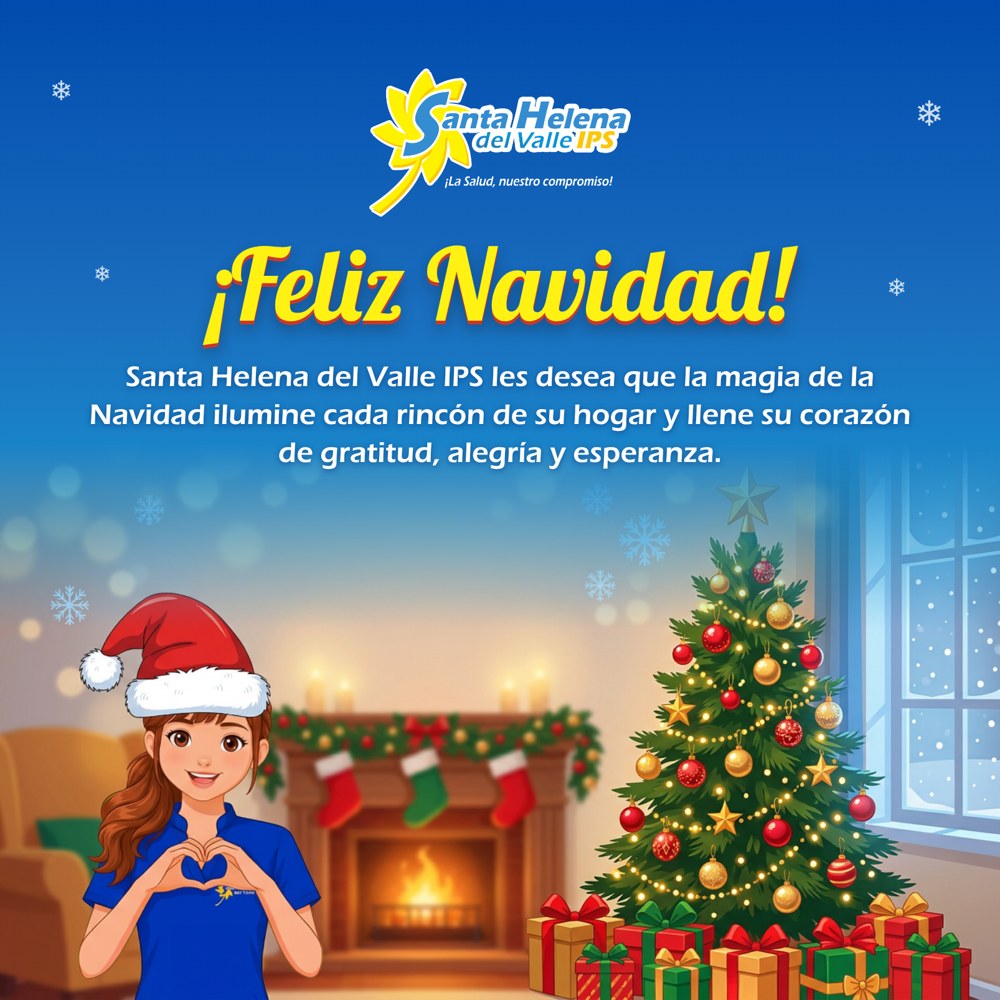 Santa Helena
del Valle IPS
¡La Salud, nuestro compromiso!
¡Feliz Navidad!
Santa Helena del Valle IPS les desea que la magia de la
Navidad ilumine cada rincón de su hogar y llene su corazón
de gratitud, alegría y esperanza.